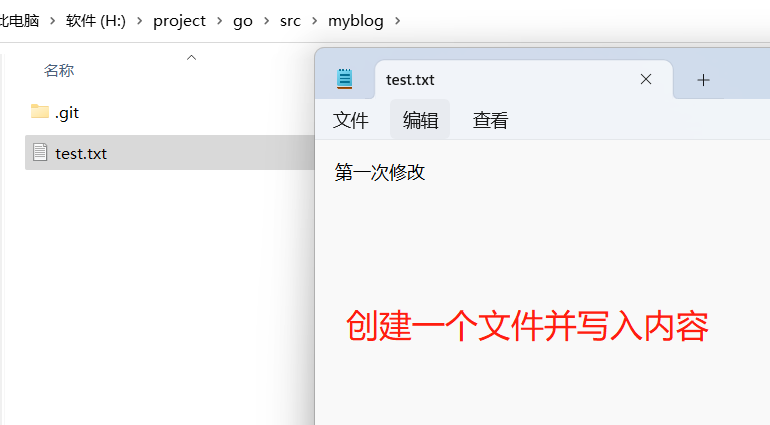 此电脑 > 软件 (H:) > project > go > src > myblog >
名称
.git
test.txt
test.txt
文件 编辑 查看
第一次修改
创建一个文件并写入内容